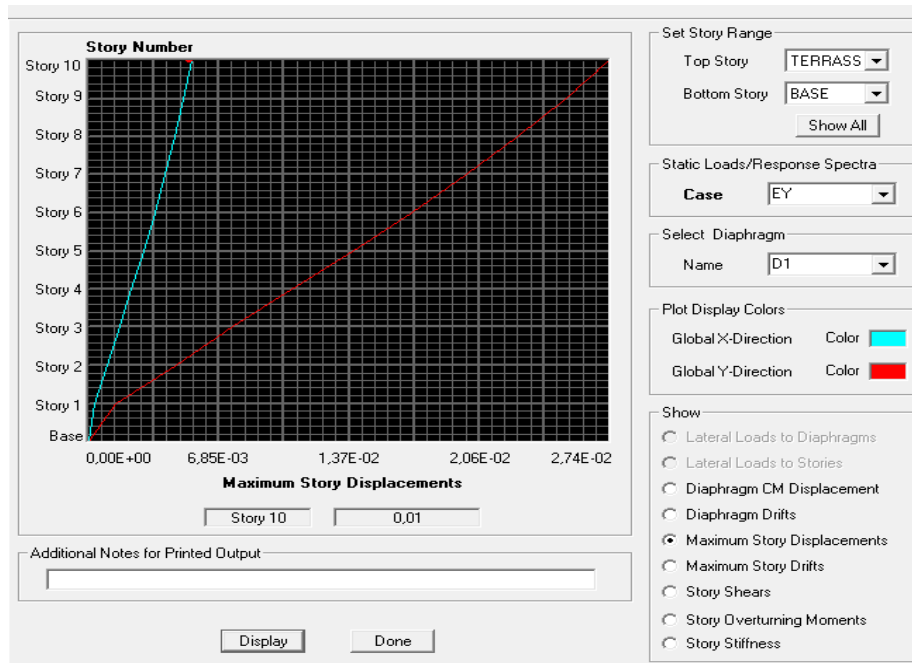 Story Number
Story 10
Story 9
Story 8
Story 7
Story 6
Story 5
Story 4
Story 3
Story 2
Story 1
Base
0,00E+00 6,85E-03 1,37E-02 2,06E-02 2,74E-02
Maximum Story Displacements
Story 10 0,01
Additional Notes for Printed Output
Display Done
Set Story Range
Top Story TERRASS
Bottom Story BASE
Show All
Static Loads/Response Spectra
Case EY
Select Diaphragm
Name D1
Plot Display Colors
Global X-Direction Color
Global Y-Direction Color
Show
Lateral Loads to Diaphragms
Lateral Loads to Stories
Diaphragm CM Displacement
Diaphragm Drifts
Maximum Story Displacements
Maximum Story Drifts
Story Shears
Story Overturning Moments
Story Stiffness